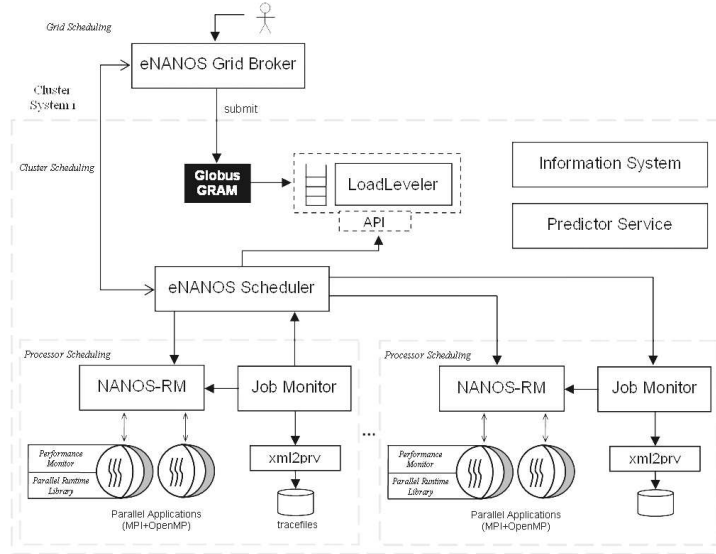 Grid Scheduling
eNANOS Grid Broker
Cluster
System 1
submit
Cluster Scheduling
Globus
GRAM
LoadLeveler
API
Information System
Predictor Service
eNANOS Scheduler
Processor Scheduling
NANOS-RM
Job Monitor
Performance
Monitor
Parallel Runtime
Library
xml2prv
Parallel Applications
(MPI+OpenMP)
tracefiles
...
Processor Scheduling
NANOS-RM
Job Monitor
Performance
Monitor
Parallel Runtime
Library
xml2prv
Parallel Applications
(MPI+OpenMP)